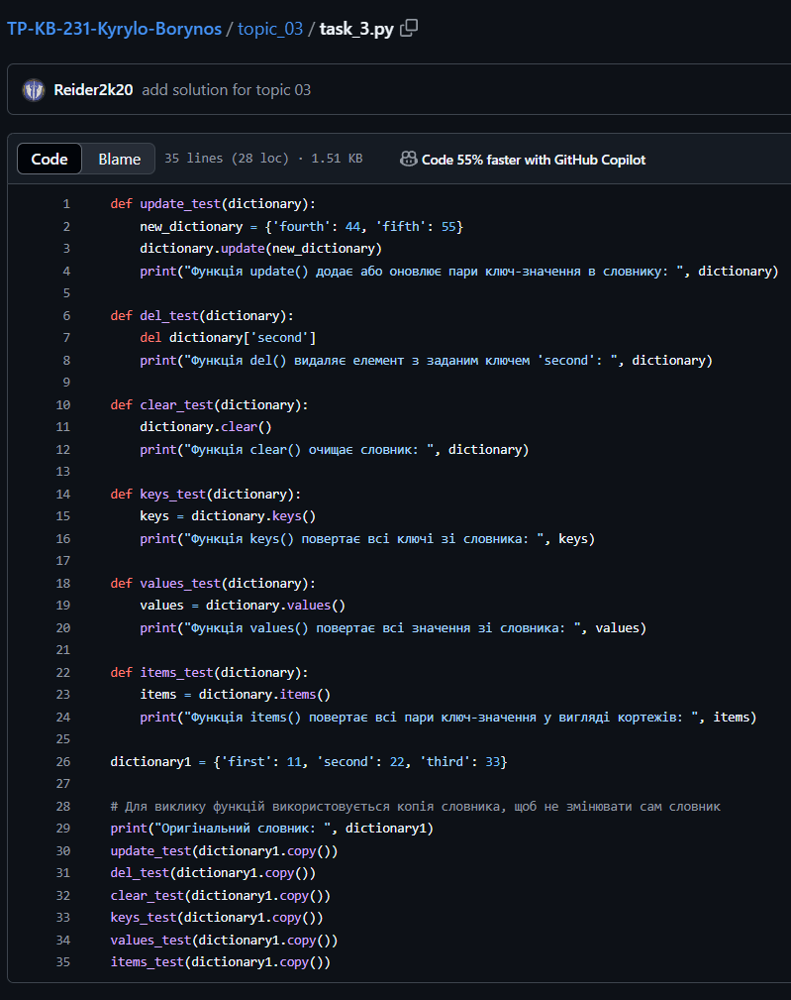 TP-KB-231-Kyrylo-Borynos / topic_03 / task_3.py
Reider2k20 add solution for topic 03
Code Blame 35 lines (28 loc) · 1.51 KB Code 55% faster with GitHub Copilot
1 def update_test(dictionary):
2     new_dictionary = {'fourth': 44, 'fifth': 55}
3     dictionary.update(new_dictionary)
4     print("Функція update() додає або оновлює пари ключ-значення в словнику: ", dictionary)
5
6 def del_test(dictionary):
7     del dictionary['second']
8     print("Функція del() видаляє елемент з заданим ключем 'second': ", dictionary)
9
10 def clear_test(dictionary):
11     dictionary.clear()
12     print("Функція clear() очищає словник: ", dictionary)
13
14 def keys_test(dictionary):
15     keys = dictionary.keys()
16     print("Функція keys() повертає всі ключі зі словника: ", keys)
17
18 def values_test(dictionary):
19     values = dictionary.values()
20     print("Функція values() повертає всі значення зі словника: ", values)
21
22 def items_test(dictionary):
23     items = dictionary.items()
24     print("Функція items() повертає всі пари ключ-значення у вигляді кортежів: ", items)
25
26 dictionary1 = {'first': 11, 'second': 22, 'third': 33}
27
28 # Для виклику функцій використовується копія словника, щоб не змінювати сам словник
29 print("Оригінальний словник: ", dictionary1)
30 update_test(dictionary1.copy())
31 del_test(dictionary1.copy())
32 clear_test(dictionary1.copy())
33 keys_test(dictionary1.copy())
34 values_test(dictionary1.copy())
35 items_test(dictionary1.copy())